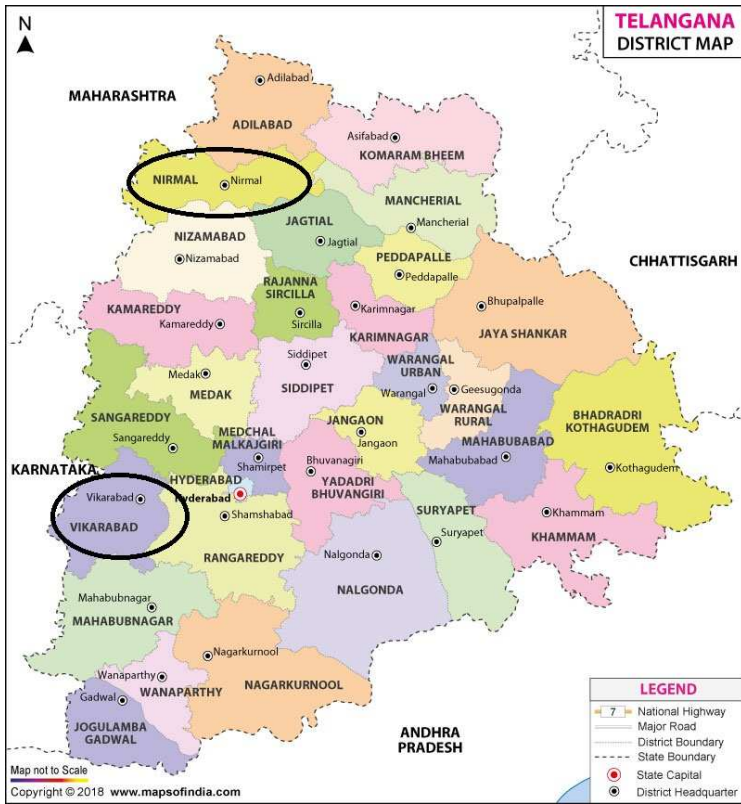 N
TELANGANA
DISTRICT MAP
MAHARASHTRA
Adilabad
ADILABAD
Asifabad
KOMARAM BHEEM
NIRMAL
Nirmal
MANCHERIAL
Mancherial
JAGTIAL
Jagtial
NIZAMABAD
Nizamabad
PEDDAPALLE
Peddapalle
CHHATTISGARH
RAJANNA
SIRCILLA
Sircilla
KAMAREDDY
Kamareddy
Karimnagar
KARIMNAGAR
Bhupalpalle
JAYA SHANKAR
Siddipet
SIDDIPET
Medak
MEDAK
WARANGAL
URBAN
Warangal
Geesugonda
WARANGAL
RURAL
SANGAREDDY
Sangareddy
MEDCHAL
MALKAJGIRI
Shamirpet
JANGAON
Jangaon
MAHABUBABAD
Mahabubabad
BHADRADRI
KOTHAGUDEM
Kothagudem
KARNATAKA
HYDERABAD
Hyderabad
Bhuvanagiri
YADADRI
BHUVANGIRI
Vikarabad
VIKARABAD
Shamshabad
RANGAREDDY
SURYAPET
Suryapet
Khammam
KHAMMAM
Nalgonda
NALGONDA
Mahabubnagar
MAHABUBNAGAR
Nagarkurnool
NAGARKURNOOL
Wanaparthy
WANAPARTHY
Gadwal
JOGULAMBA
GADWAL
ANDHRA
PRADESH
LEGEND
7 National Highway
Major Road
District Boundary
State Boundary
State Capital
District Headquarter
Map not to Scale
Copyright © 2018 www.mapsofindia.com